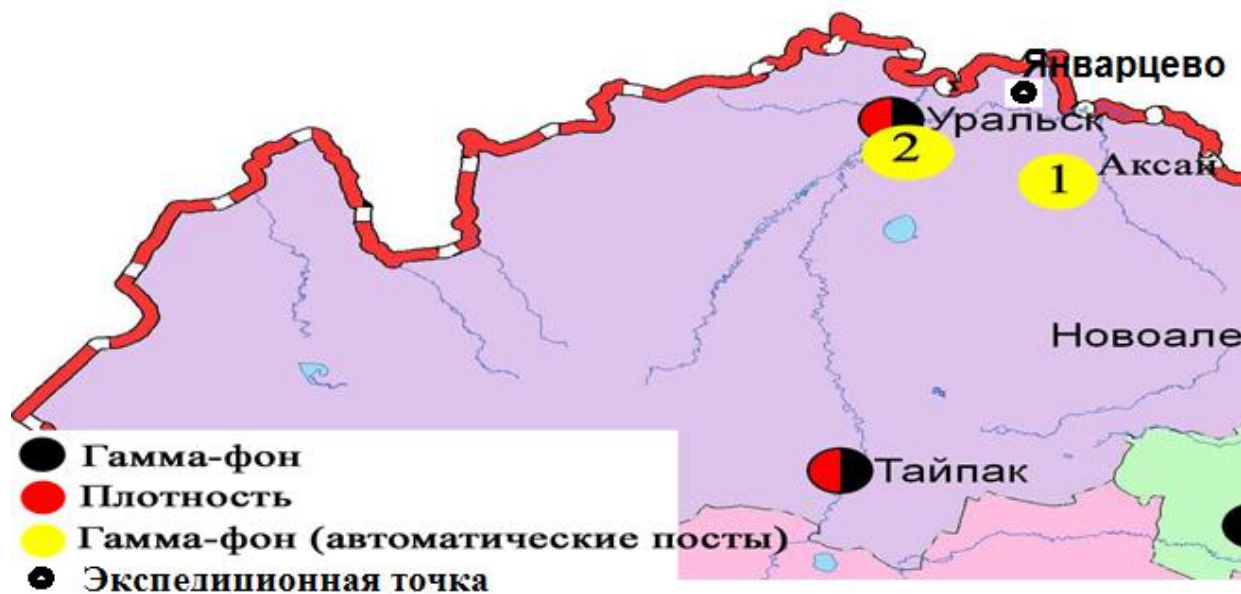 Январцево
Уральск
2
1
Аксай
Новоале
Тайпак
Гамма-фон
Плотность
Гамма-фон (автоматические посты)
Экспедиционная точка